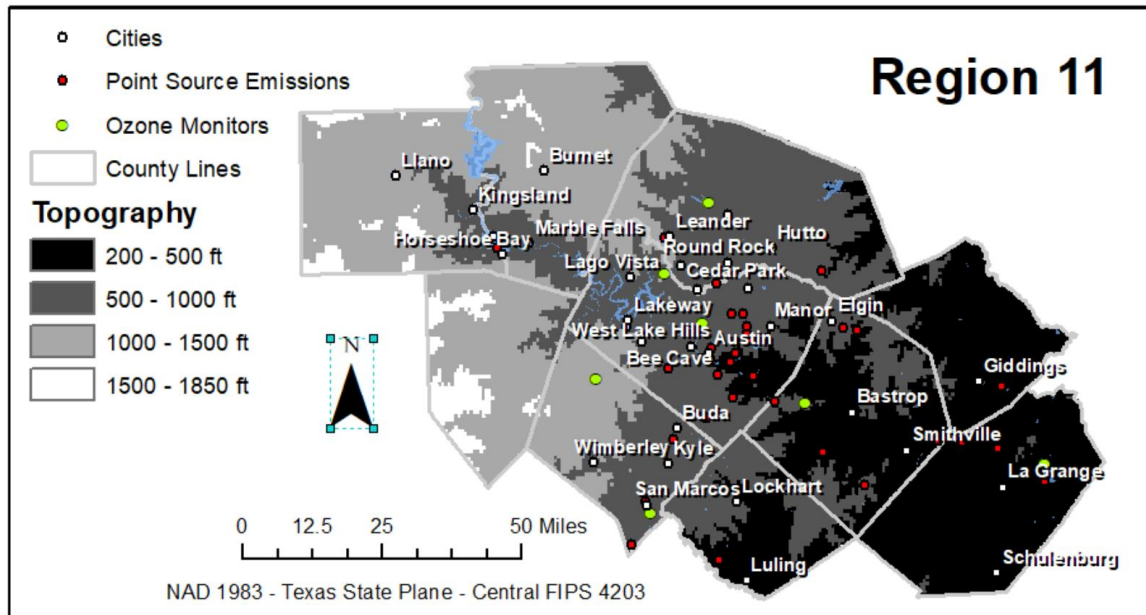 Region 11
Cities
Point Source Emissions
Ozone Monitors
County Lines
Topography
200 - 500 ft
500 - 1000 ft
1000 - 1500 ft
1500 - 1850 ft
N
Llano
Burnet
Kingsland
Marble Falls
Horseshoe Bay
Leander
Hutto
Round Rock
Lago Vista
Cedar Park
Lakeway
Manor
Elgin
West Lake Hills
Austin
Bee Cave
Giddings
Bastrop
Buda
Smithville
Wimberley
Kyle
La Grange
San Marcos
Lockhart
Luling
Schulenburg
0 12.5 25 50 Miles
NAD 1983 - Texas State Plane - Central FIPS 4203